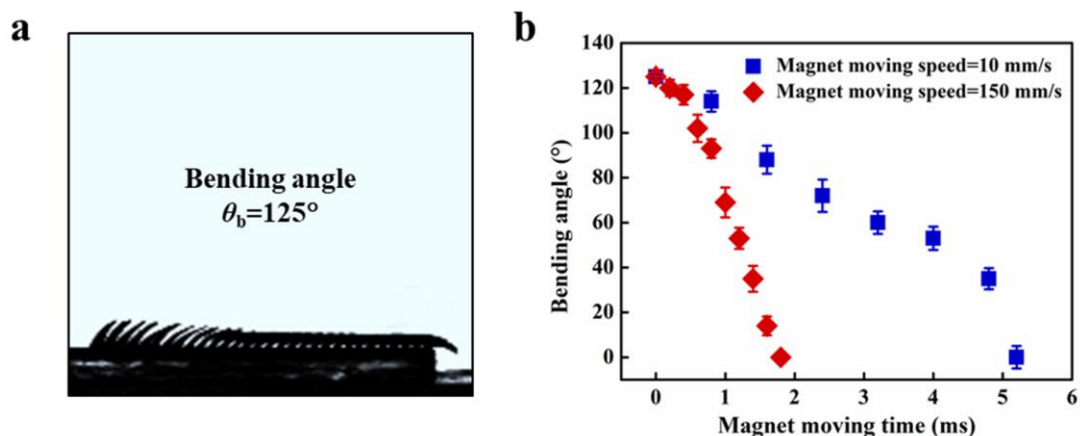 a
Bending angle
θb=125°
b
140
120
100
80
60
40
20
0
Bending angle (°)
Magnet moving speed=10 mm/s
Magnet moving speed=150 mm/s
0 1 2 3 4 5 6
Magnet moving time (ms)